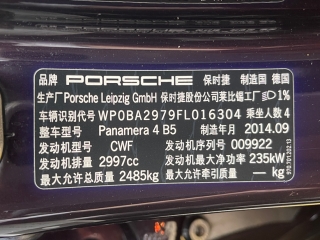 品牌 PORSCHE 保时捷 制造国 德国
生产厂 Porsche Leipzig GmbH 保时捷股份公司莱比锡工厂 1%
车辆识别代号 WP0BA2979FL016304 乘坐人数 4
整车型号 Panamera 4 B5 制造年月 2014.09
发动机型号 CWF 发动机号 009922
发动机排量 2997cc 发动机最大净功率 235kW
最大允许总质量 2485kg 最大允许牵引质量 — kg